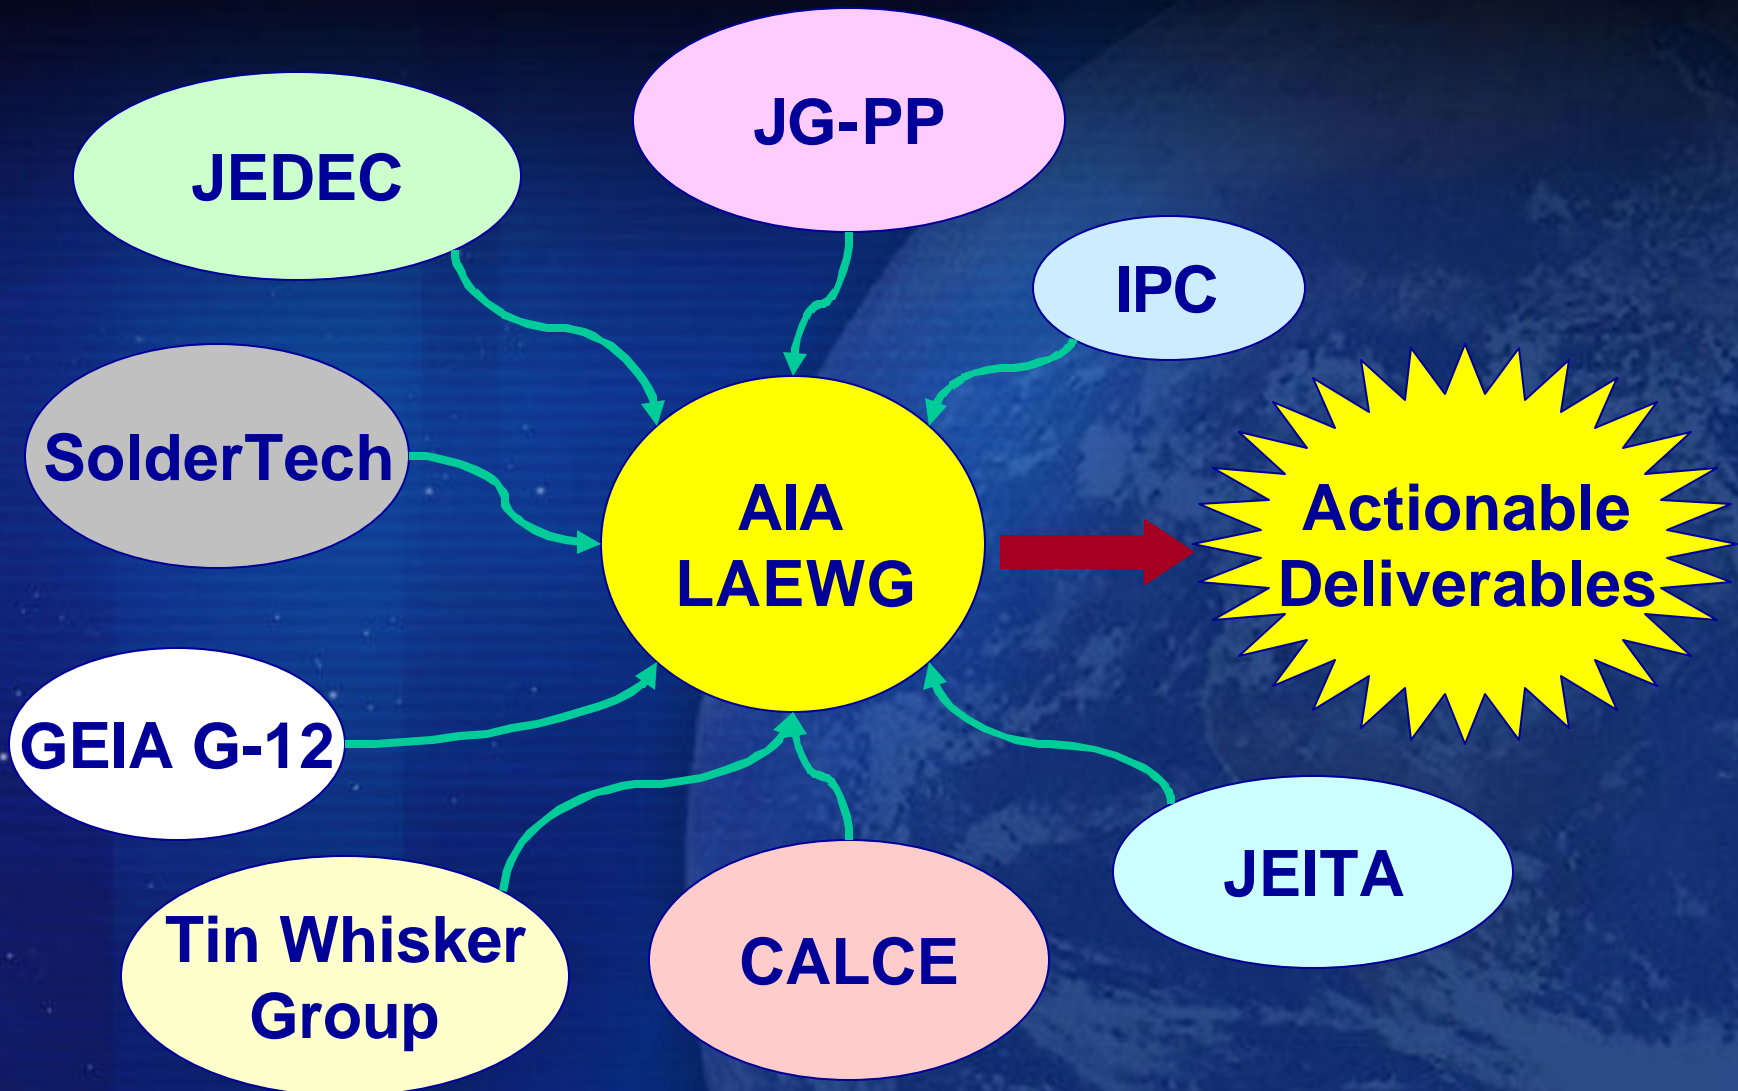 JG-PP
JEDEC
IPC
SolderTech
AIA
LAEWG
Actionable
Deliverables
GEIA G-12
JEITA
Tin Whisker
Group
CALCE